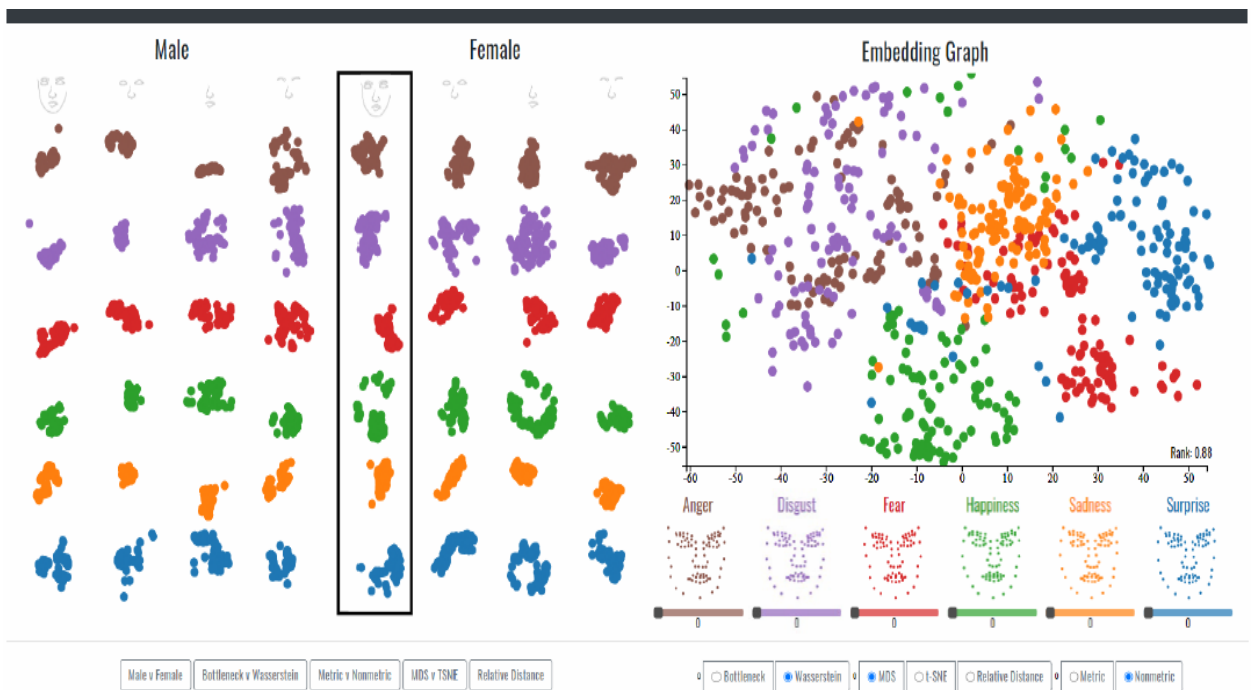 Male Female Embedding Graph
50
40
30
20
10
0
-10
-20
-30
-40
-50
Rank: 0.88
-60 -50 -40 -30 -20 -10 0 10 20 30 40 50
Anger Disgust Fear Happiness Sadness Surprise
0 0 0 0 0 0
Male v Female Bottleneck v Wasserstein Metric v Nonmetric MDS v TSNE Relative Distance
Bottleneck Wasserstein MDS t-SNE Relative Distance Metric Nonmetric